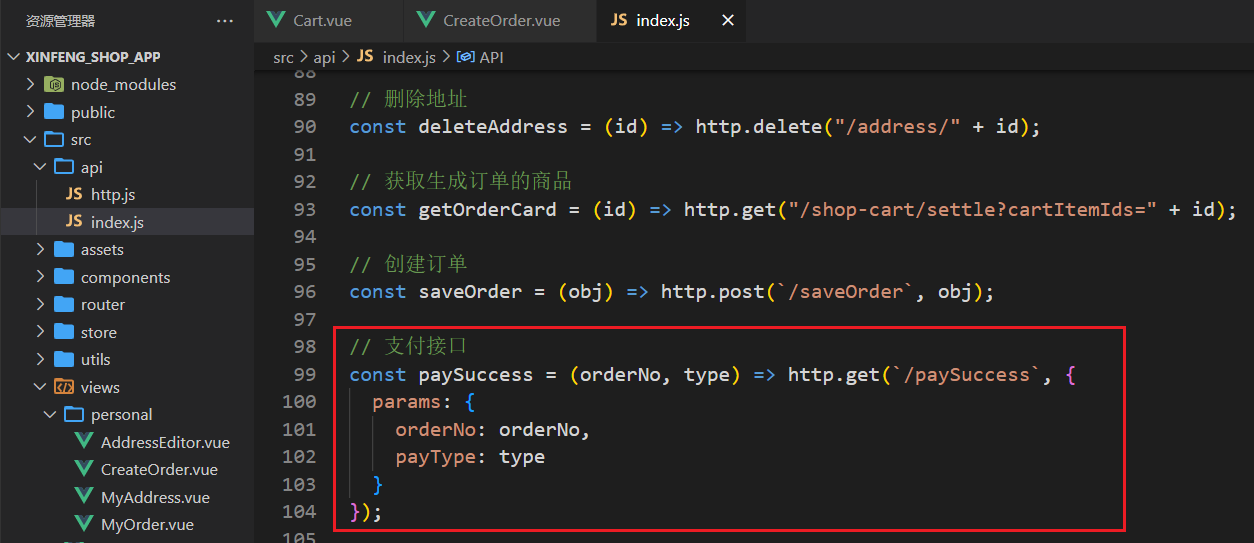 资源管理器 ···
XINFENG_SHOP_APP
node_modules
public
src
api
JS http.js
JS index.js
assets
components
router
store
utils
views
personal
AddressEditor.vue
CreateOrder.vue
MyAddress.vue
MyOrder.vue
Cart.vue CreateOrder.vue JS index.js
src > api > JS index.js > API
88
89 // 删除地址
90 const deleteAddress = (id) => http.delete("/address/" + id);
91
92 // 获取生成订单的商品
93 const getOrderCard = (id) => http.get("/shop-cart/settle?cartItemIds=" + id);
94
95 // 创建订单
96 const saveOrder = (obj) => http.post(`/saveOrder`, obj);
97
98 // 支付接口
99 const paySuccess = (orderNo, type) => http.get(`/paySuccess`, {
100 params: {
101 orderNo: orderNo,
102 payType: type
103 }
104 });
105